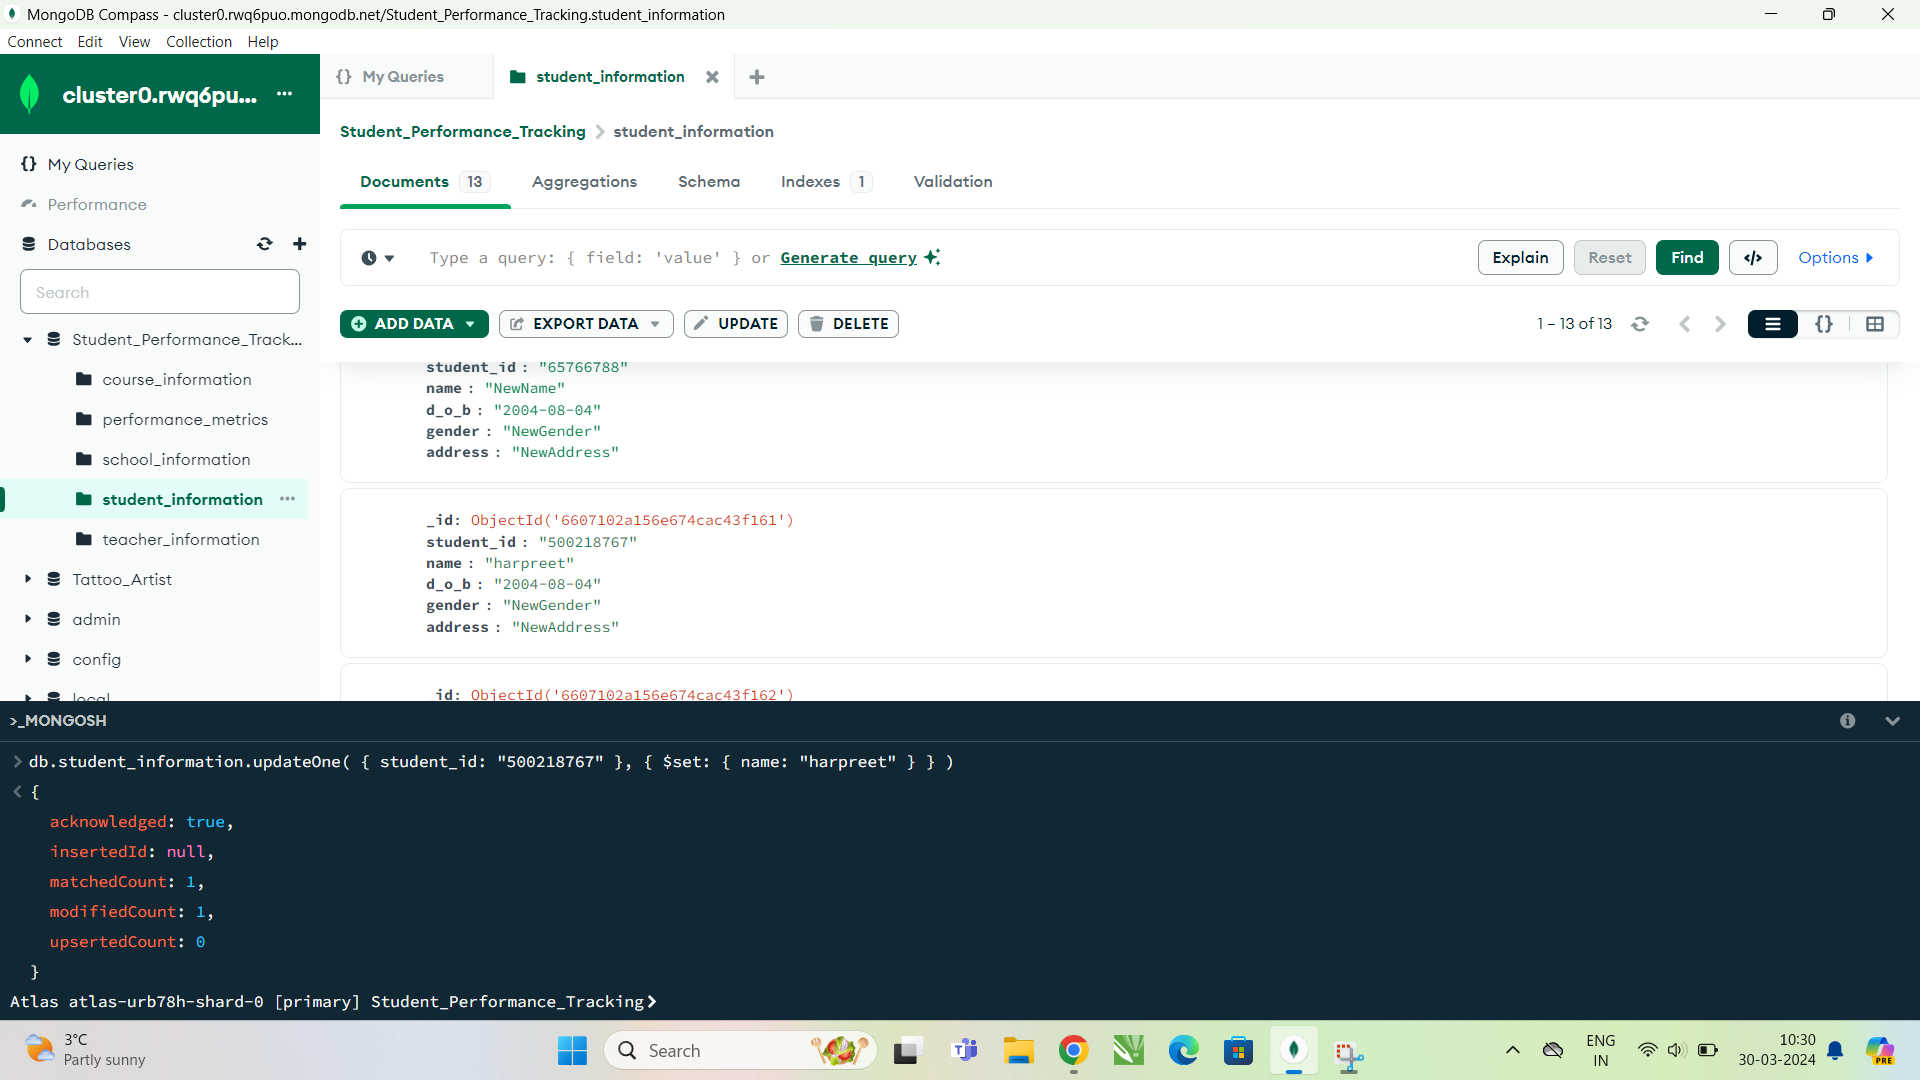 MongoDB Compass - cluster0.rwq6puo.mongodb.net/Student_Performance_Tracking.student_information
Connect Edit View Collection Help
cluster0.rwq6pu... ...
{} My Queries
student_information
My Queries
Performance
Databases
Search
Student_Performance_Track...
course_information
performance_metrics
school_information
student_information ...
teacher_information
Tattoo_Artist
admin
config
local
Student_Performance_Tracking > student_information
Documents 13 Aggregations Schema Indexes 1 Validation
Type a query: { field: 'value' } or Generate query
Explain Reset Find </> Options
ADD DATA EXPORT DATA UPDATE DELETE
1 – 13 of 13
{}
student_id : "65766788"
name : "NewName"
d_o_b : "2004-08-04"
gender : "NewGender"
address : "NewAddress"
_id: ObjectId('6607102a156e674cac43f161')
student_id : "500218767"
name : "harpreet"
d_o_b : "2004-08-04"
gender : "NewGender"
address : "NewAddress"
_id: ObjectId('6607102a156e674cac43f162')
>_MONGOSH
> db.student_information.updateOne( { student_id: "500218767" }, { $set: { name: "harpreet" } } )
< {
acknowledged: true,
insertedId: null,
matchedCount: 1,
modifiedCount: 1,
upsertedCount: 0
}
Atlas atlas-urb78h-shard-0 [primary] Student_Performance_Tracking>
3°C
Partly sunny
Search
ENG
IN
10:30
30-03-2024
PRE